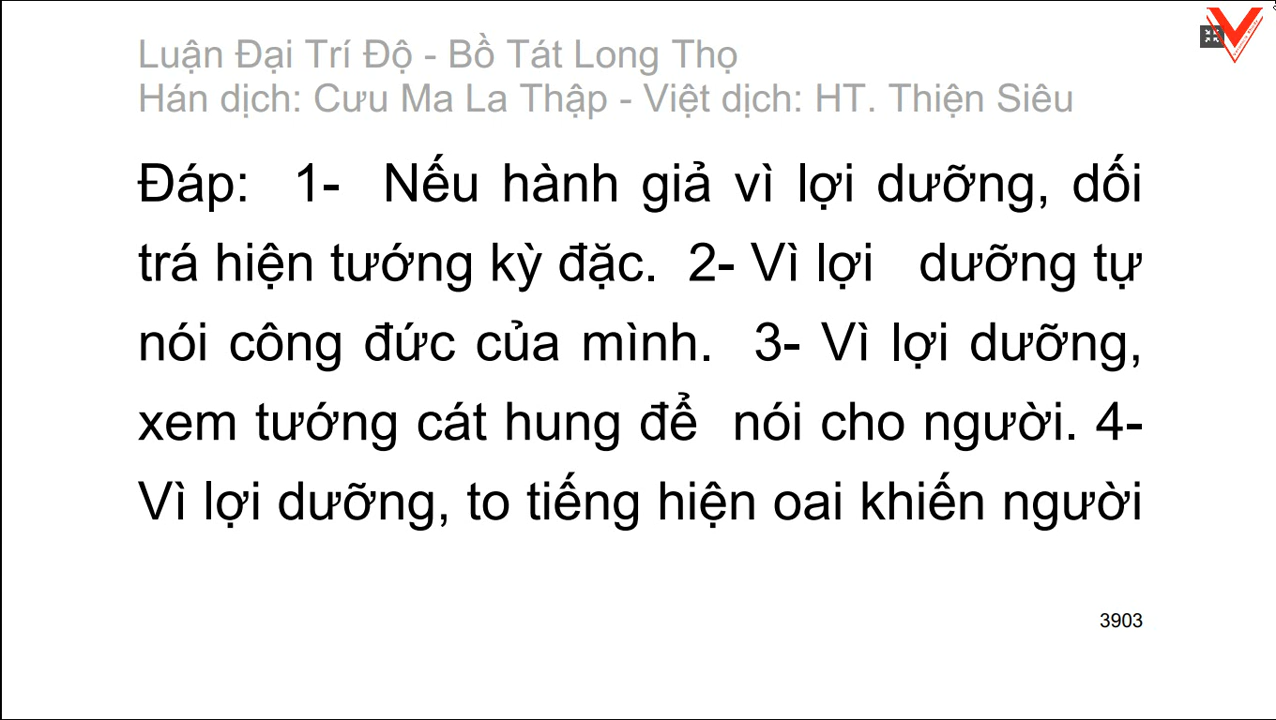 Luận Đại Trí Độ - Bồ Tát Long Thọ
Hán dịch: Cưu Ma La Thập - Việt dịch: HT. Thiện Siêu
Đáp: 1- Nếu hành giả vì lợi dưỡng, dối
trá hiện tướng kỳ đặc. 2- Vì lợi dưỡng tự
nói công đức của mình. 3- Vì lợi dưỡng,
xem tướng cát hung để nói cho người. 4-
Vì lợi dưỡng, to tiếng hiện oai khiến người
3903